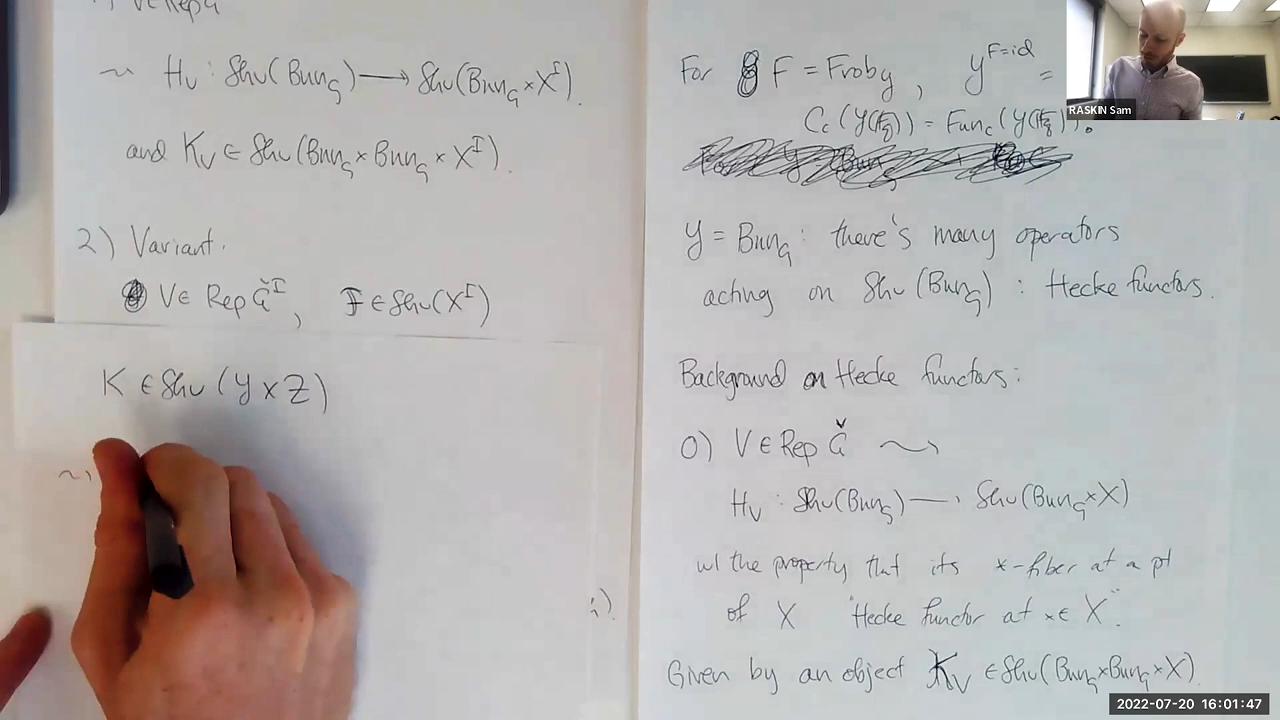 1) V ∈ Rep Ǧ
⇝ H_V : Shv(Bun_G) ⟶ Shv(Bun_G × X^I).
and K_V ∈ Shv(Bun_G × Bun_G × X^I).
2) Variant.
V ∈ Rep Ǧ^I, F ∈ Shv(X^I)
K ∈ Shv(Y × Z)
⇝
;).
For F = Frob_Y, Y^{F=id} =
C_c(Y(F_q)) = Fun_c(Y(F_q)).
Y = Bun_G: there's many operators
acting on Shv(Bun_G) : Hecke functors.
Background on Hecke functors:
0) V ∈ Rep Ǧ ⇝
H_V : Shv(Bun_G) ⟶ Shv(Bun_G × X)
w/ the property that its *-fiber at a pt
of X "Hecke functor at x ∈ X".
Given by an object K_V ∈ Shv(Bun_G × Bun_G × X).
RASKIN Sam
2022-07-20 16:01:47